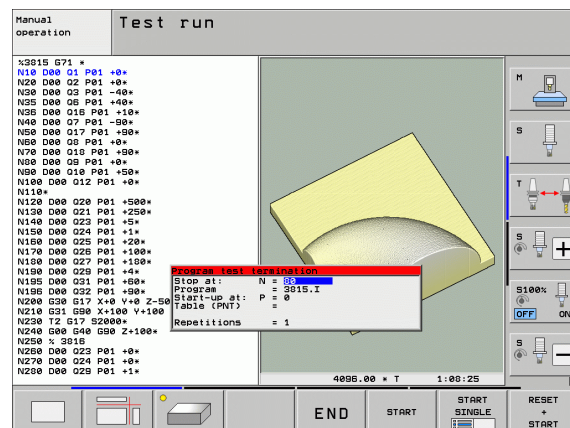 Manual
operation
Test run
%3815 G71 *
N10 D00 Q1 P01 +0*
N20 D00 Q2 P01 +0*
N30 D00 Q3 P01 -40*
N35 D00 Q6 P01 +40*
N36 D00 Q16 P01 +10*
N40 D00 Q7 P01 -90*
N50 D00 Q17 P01 +90*
N60 D00 Q8 P01 +0*
N70 D00 Q18 P01 +90*
N80 D00 Q9 P01 +0*
N90 D00 Q10 P01 +50*
N100 D00 Q12 P01 +0*
N110*
N120 D00 Q20 P01 +500*
N130 D00 Q21 P01 +250*
N140 D00 Q23 P01 +5*
N150 D00 Q24 P01 +1*
N160 D00 Q25 P01 +20*
N170 D00 Q26 P01 +100*
N180 D00 Q27 P01 +180*
N190 D00 Q29 P01 +4*
N195 D00 Q31 P01 +60*
N196 D00 Q32 P01 +90*
N200 G30 G17 X+0 Y+0 Z-50
N210 G31 G90 X+100 Y+100
N230 T2 G17 S2000*
N240 G00 G40 G90 Z+100*
N250 % 3816
N260 D00 Q23 P01 +0*
N270 D00 Q24 P01 +0*
N280 D00 Q29 P01 +1*
Program test termination
Stop at: N = 80
Program = 3815.I
Start-up at: P = 0
Table (PNT) =
Repetitions = 1
4096.00 * T 1:08:25
M
S
T
S
S100%
OFF ON
S
END
START
START
SINGLE
RESET
+
START